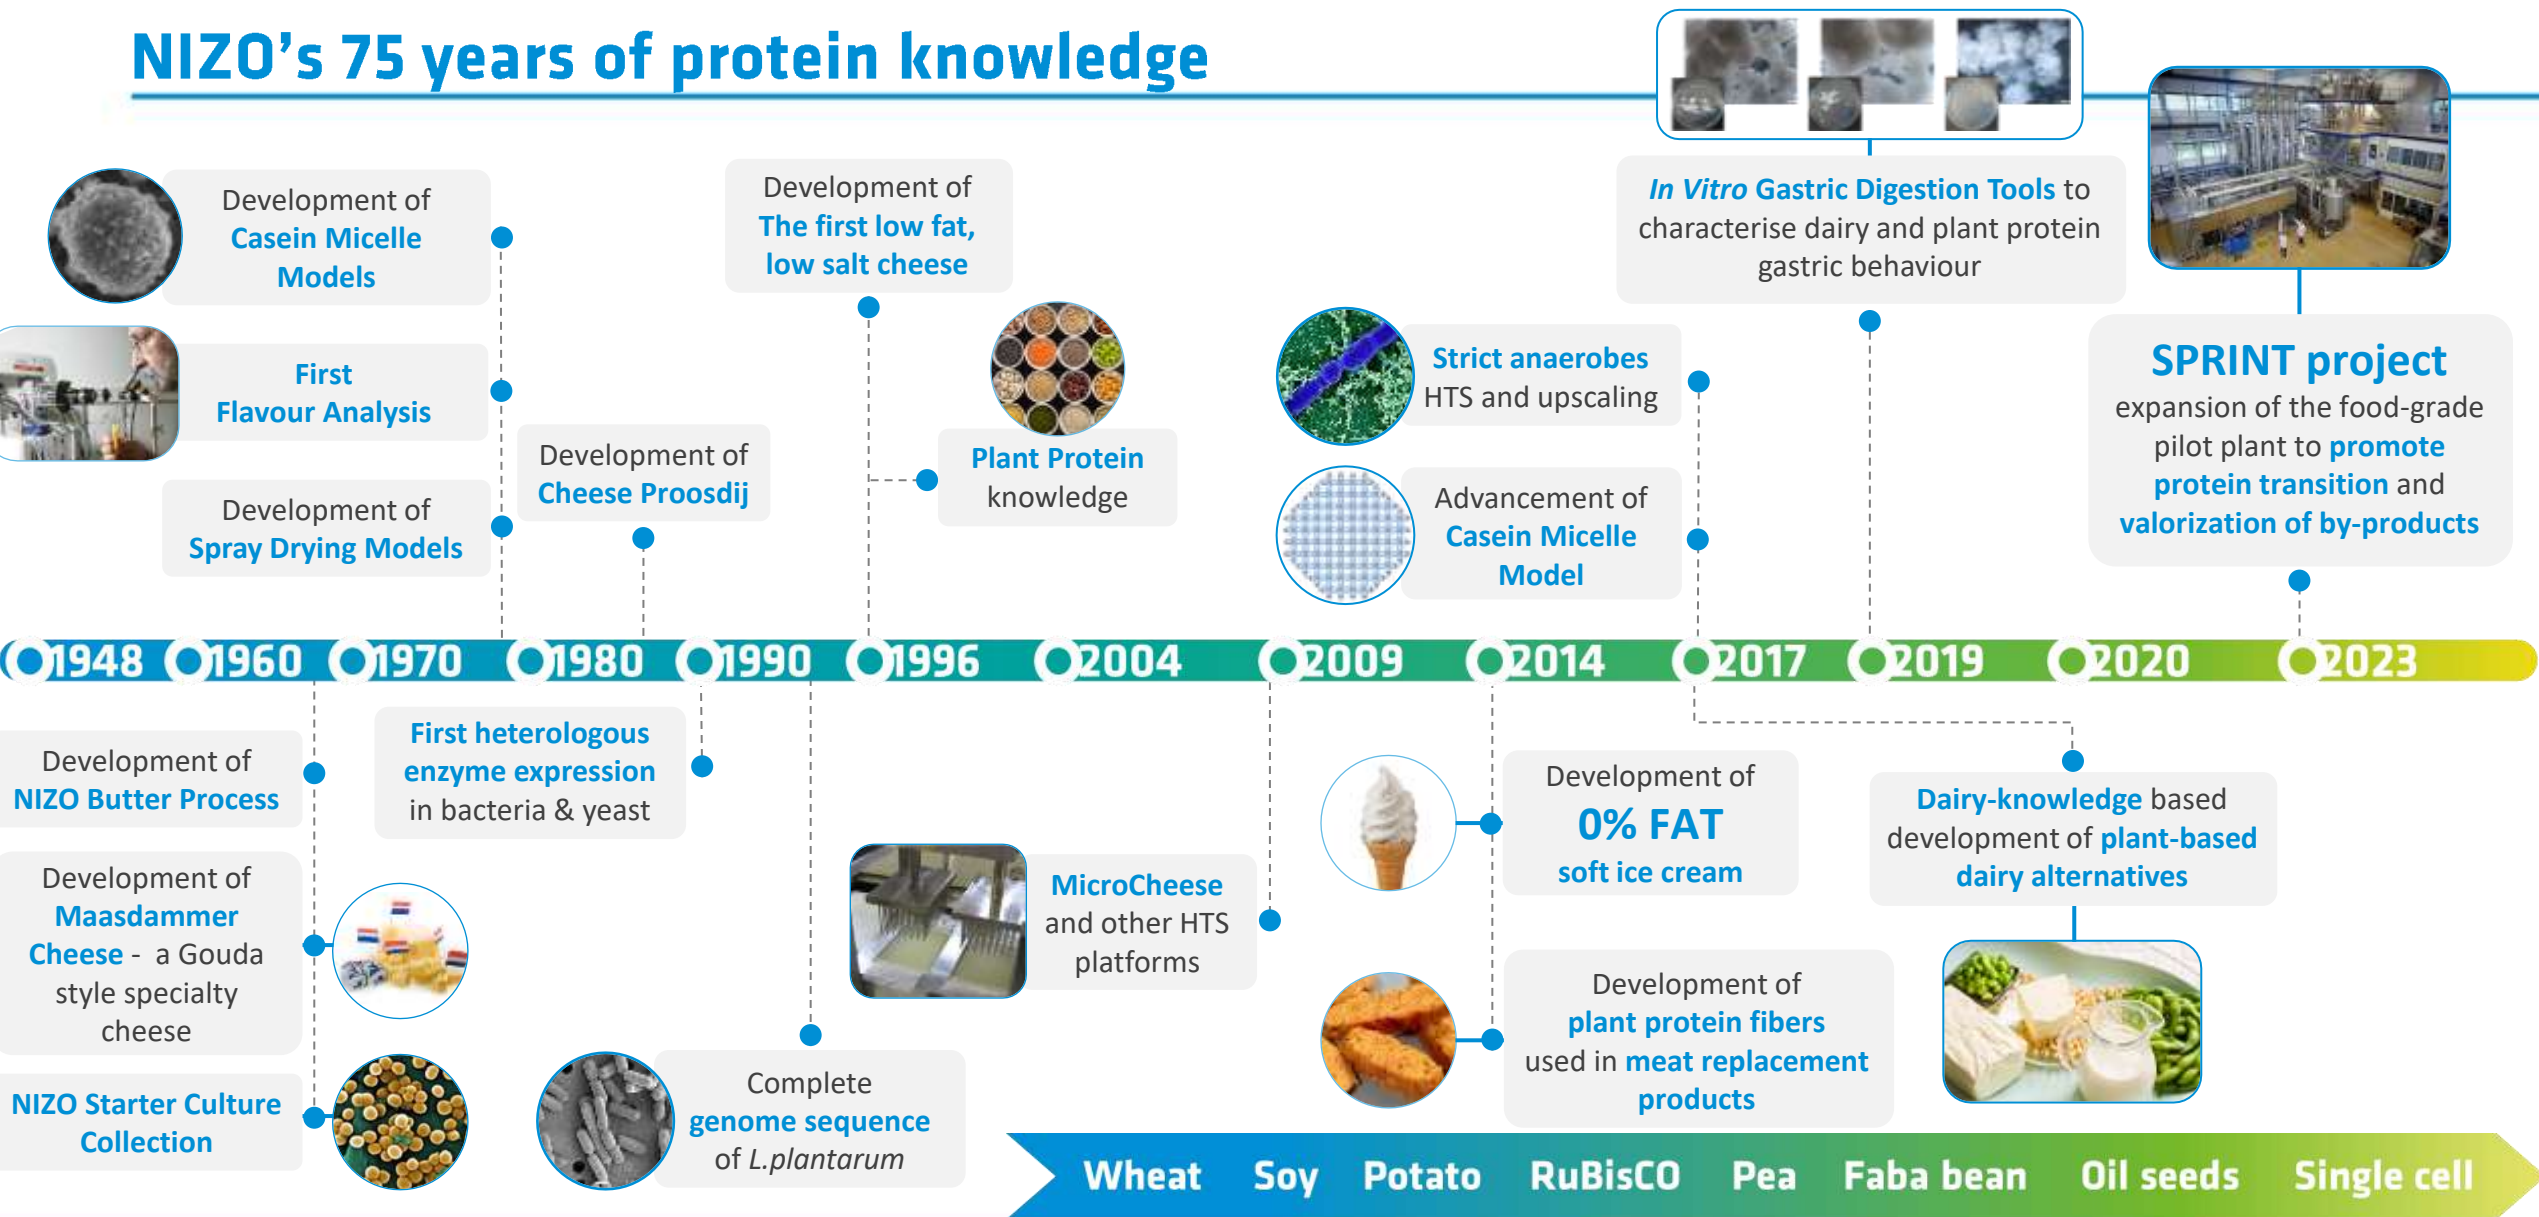 NIZO's 75 years of protein knowledge
Development of
Casein Micelle
Models
First
Flavour Analysis
Development of
Spray Drying Models
Development of
Cheese Proosdij
Development of
The first low fat,
low salt cheese
Plant Protein
knowledge
Strict anaerobes
HTS and upscaling
Advancement of
Casein Micelle
Model
In Vitro Gastric Digestion Tools to
characterise dairy and plant protein
gastric behaviour
SPRINT project
expansion of the food-grade
pilot plant to promote
protein transition and
valorization of by-products
1948 1960 1970 1980 1990 1996 2004 2009 2014 2017 2019 2020 2023
Development of
NIZO Butter Process
Development of
Maasdammer
Cheese - a Gouda
style specialty
cheese
NIZO Starter Culture
Collection
First heterologous
enzyme expression
in bacteria & yeast
Complete
genome sequence
of L.plantarum
MicroCheese
and other HTS
platforms
Development of
0% FAT
soft ice cream
Development of
plant protein fibers
used in meat replacement
products
Dairy-knowledge based
development of plant-based
dairy alternatives
Wheat Soy Potato RuBisCO Pea Faba bean Oil seeds Single cell